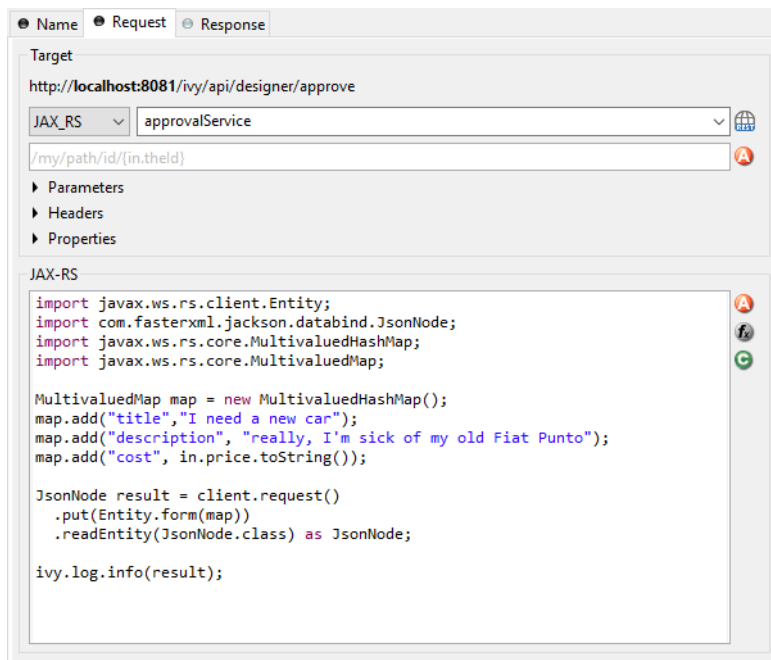 Name Request Response
Target
http://localhost:8081/ivy/api/designer/approve
JAX_RS approvalService
REST
/my/path/id/{in.theId}
A
Parameters
Headers
Properties
JAX-RS
import javax.ws.rs.client.Entity;
import com.fasterxml.jackson.databind.JsonNode;
import javax.ws.rs.core.MultivaluedHashMap;
import javax.ws.rs.core.MultivaluedMap;
A
fx
C
MultivaluedMap map = new MultivaluedHashMap();
map.add("title","I need a new car");
map.add("description", "really, I'm sick of my old Fiat Punto");
map.add("cost", in.price.toString());
JsonNode result = client.request()
.put(Entity.form(map))
.readEntity(JsonNode.class) as JsonNode;
ivy.log.info(result);